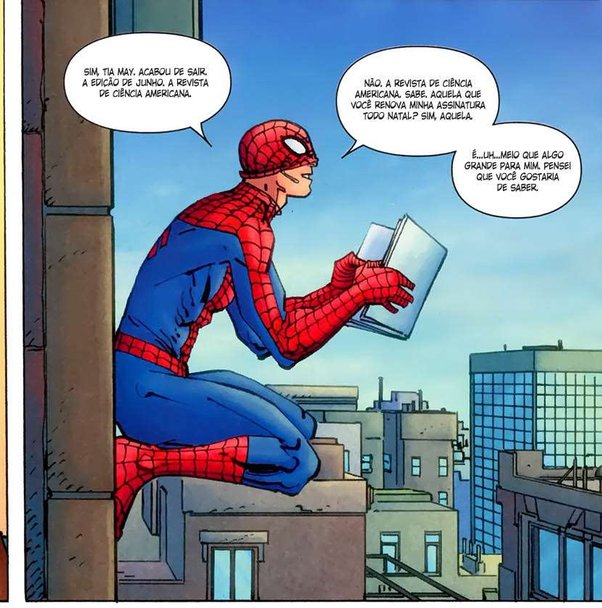 SIM, TIA MAY. ACABOU DE SAIR.
A EDIÇÃO DE JUNHO. A REVISTA
DE CIÊNCIA AMERICANA.
NÃO. A REVISTA DE CIÊNCIA
AMERICANA. SABE. AQUELA QUE
VOCÊ RENOVA MINHA ASSINATURA
TODO NATAL? SIM, AQUELA.
É...UH...MEIO QUE ALGO
GRANDE PARA MIM. PENSEI
QUE VOCÊ GOSTARIA
DE SABER.